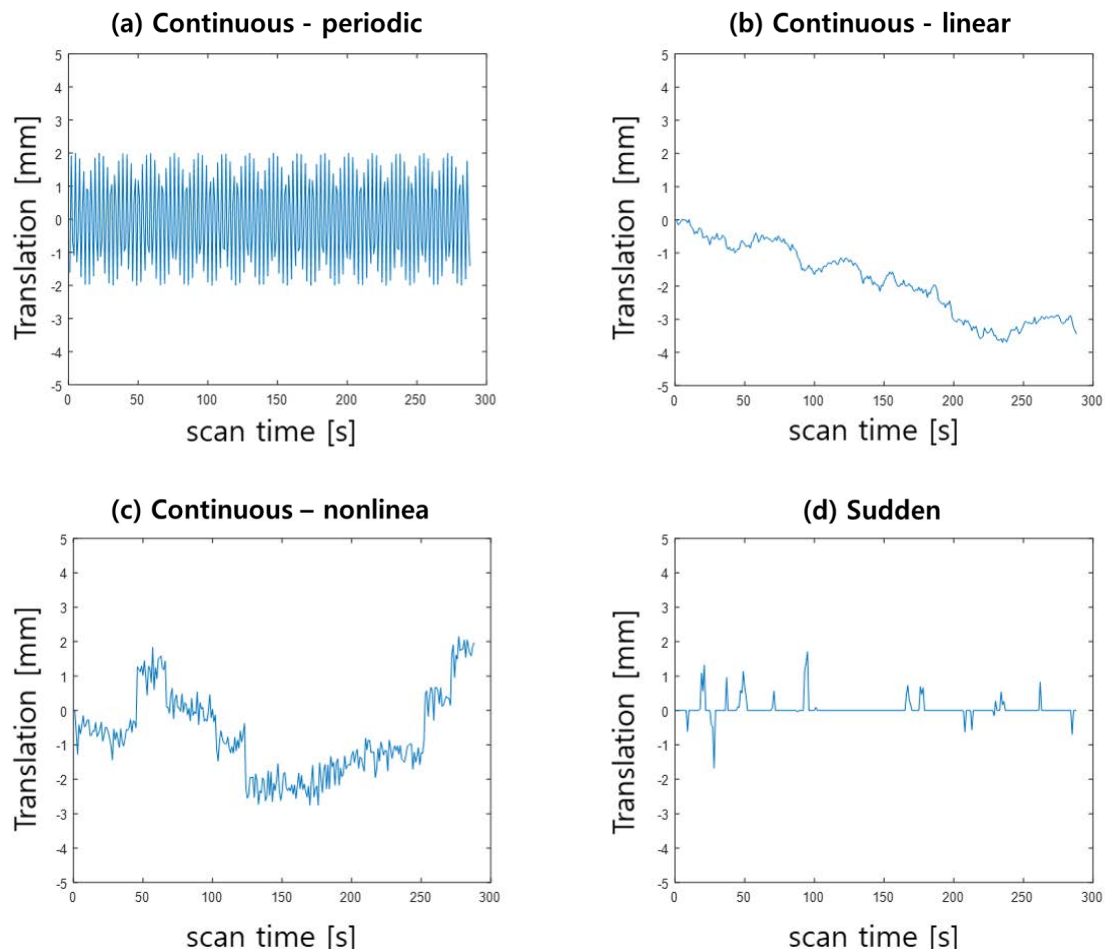 (a) Continuous - periodic
5
4
3
2
1
0
-1
-2
-3
-4
-5
Translation [mm]
0 50 100 150 200 250 300
scan time [s]
(b) Continuous - linear
5
4
3
2
1
0
-1
-2
-3
-4
-5
Translation [mm]
0 50 100 150 200 250 300
scan time [s]
(c) Continuous – nonlinea
5
4
3
2
1
0
-1
-2
-3
-4
-5
Translation [mm]
0 50 100 150 200 250 300
scan time [s]
(d) Sudden
5
4
3
2
1
0
-1
-2
-3
-4
-5
Translation [mm]
0 50 100 150 200 250 300
scan time [s]